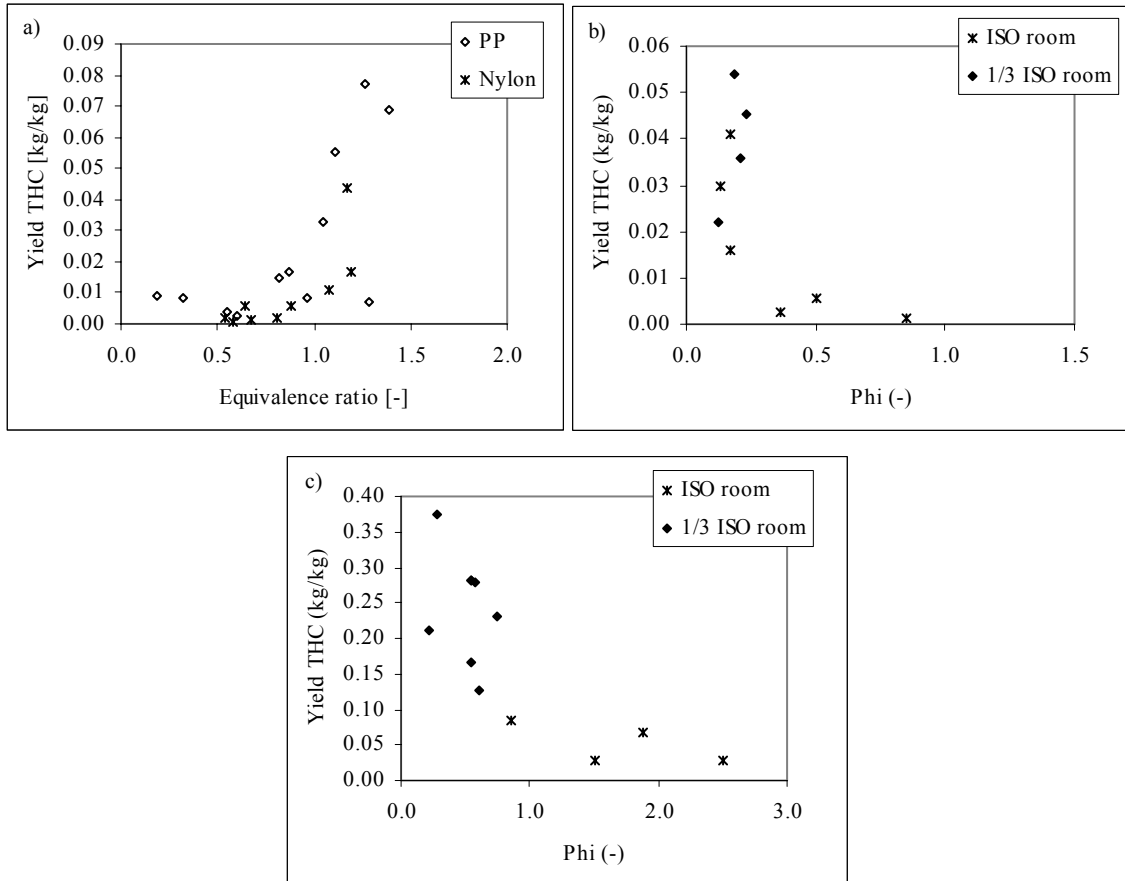 a)
PP
Nylon
0.09
0.08
0.07
0.06
0.05
0.04
0.03
0.02
0.01
0.00
Yield THC [kg/kg]
0.0 0.5 1.0 1.5 2.0
Equivalence ratio [-]
b)
ISO room
1/3 ISO room
0.06
0.05
0.04
0.03
0.02
0.01
0.00
Yield THC (kg/kg)
0.0 0.5 1.0 1.5
Phi (-)
c)
ISO room
1/3 ISO room
0.40
0.35
0.30
0.25
0.20
0.15
0.10
0.05
0.00
Yield THC (kg/kg)
0.0 1.0 2.0 3.0
Phi (-)